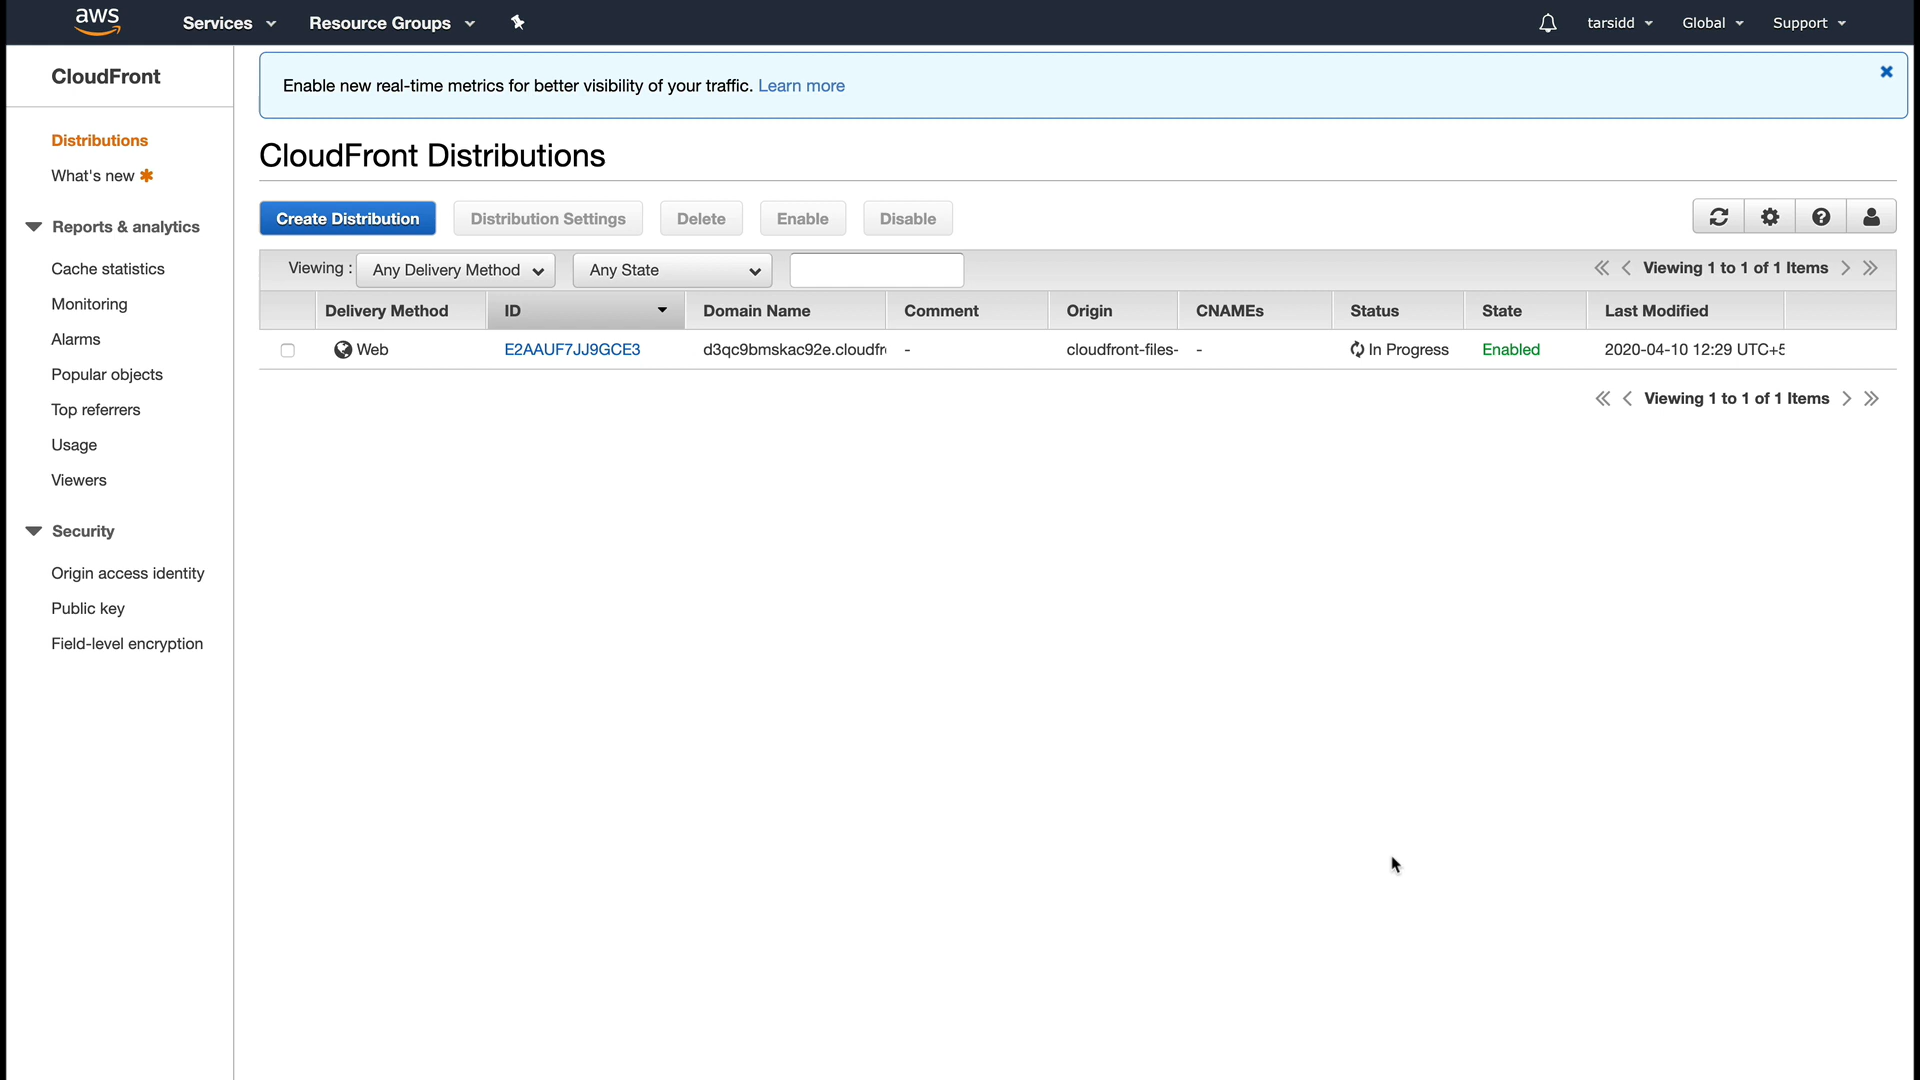 aws Services Resource Groups tarsidd Global Support
CloudFront
Distributions
What's new
Reports & analytics
Cache statistics
Monitoring
Alarms
Popular objects
Top referrers
Usage
Viewers
Security
Origin access identity
Public key
Field-level encryption
Enable new real-time metrics for better visibility of your traffic. Learn more
CloudFront Distributions
Create Distribution Distribution Settings Delete Enable Disable
Viewing : Any Delivery Method Any State Viewing 1 to 1 of 1 Items
Delivery Method ID Domain Name Comment Origin CNAMEs Status State Last Modified
Web E2AAUF7JJ9GCE3 d3qc9bmskac92e.cloudfr - cloudfront-files- - In Progress Enabled 2020-04-10 12:29 UTC+5
Viewing 1 to 1 of 1 Items